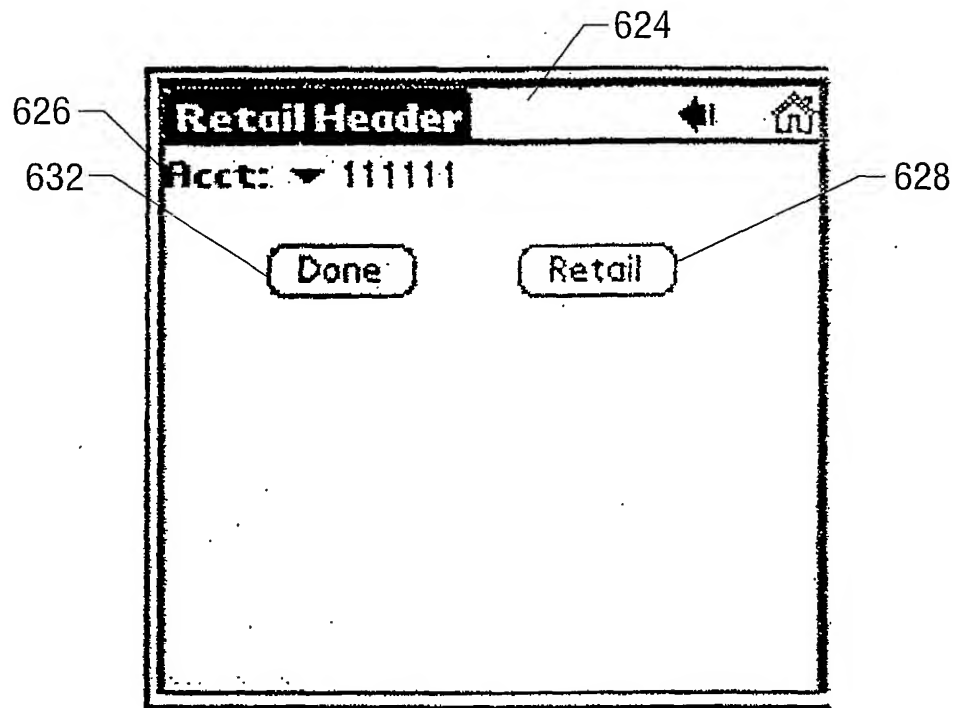 624
626
Retail Header
632
Acct: 111111
628
Done
Retail